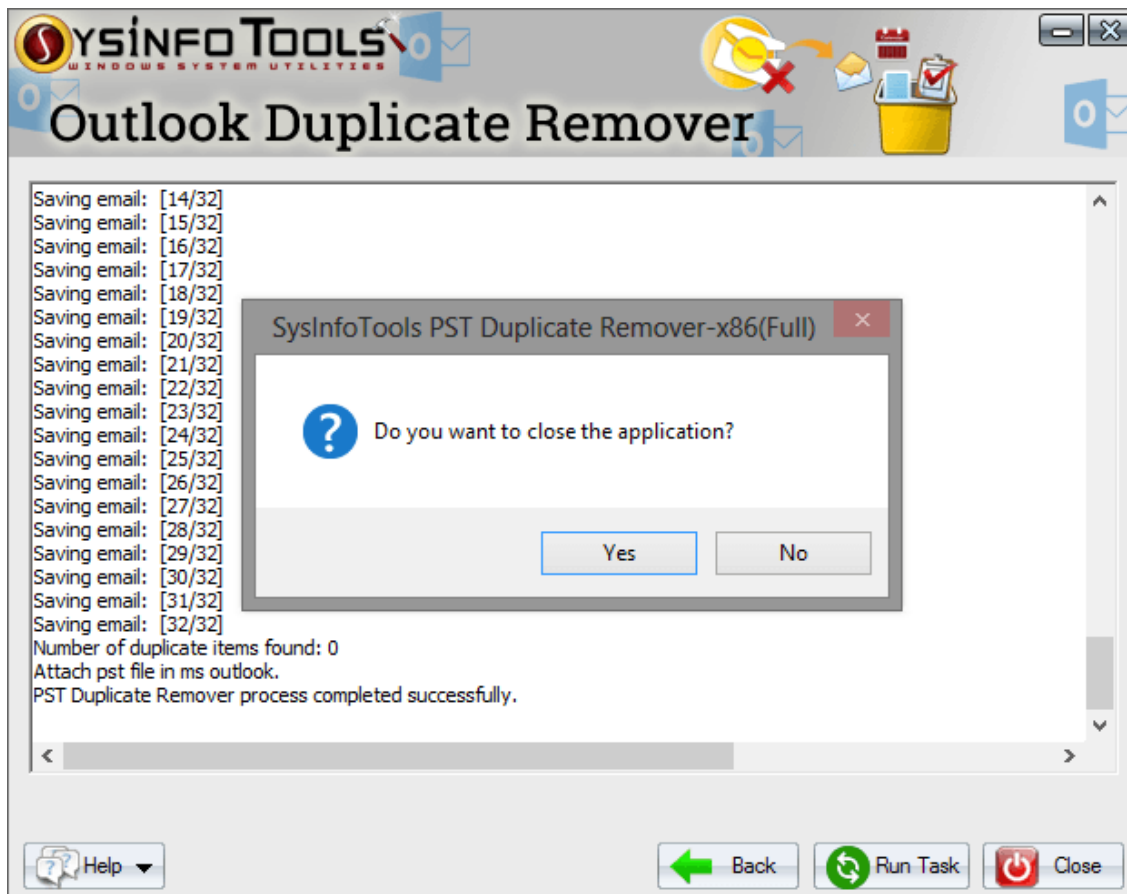 SYSINFO TOOLS
WINDOWS SYSTEM UTILITIES
Outlook Duplicate Remover
Saving email: [14/32]
Saving email: [15/32]
Saving email: [16/32]
Saving email: [17/32]
Saving email: [18/32]
Saving email: [19/32]
Saving email: [20/32]
Saving email: [21/32]
Saving email: [22/32]
Saving email: [23/32]
Saving email: [24/32]
Saving email: [25/32]
Saving email: [26/32]
Saving email: [27/32]
Saving email: [28/32]
Saving email: [29/32]
Saving email: [30/32]
Saving email: [31/32]
Saving email: [32/32]
Number of duplicate items found: 0
Attach pst file in ms outlook.
PST Duplicate Remover process completed successfully.
SysInfoTools PST Duplicate Remover-x86(Full)
Do you want to close the application?
Yes No
Help Back Run Task Close